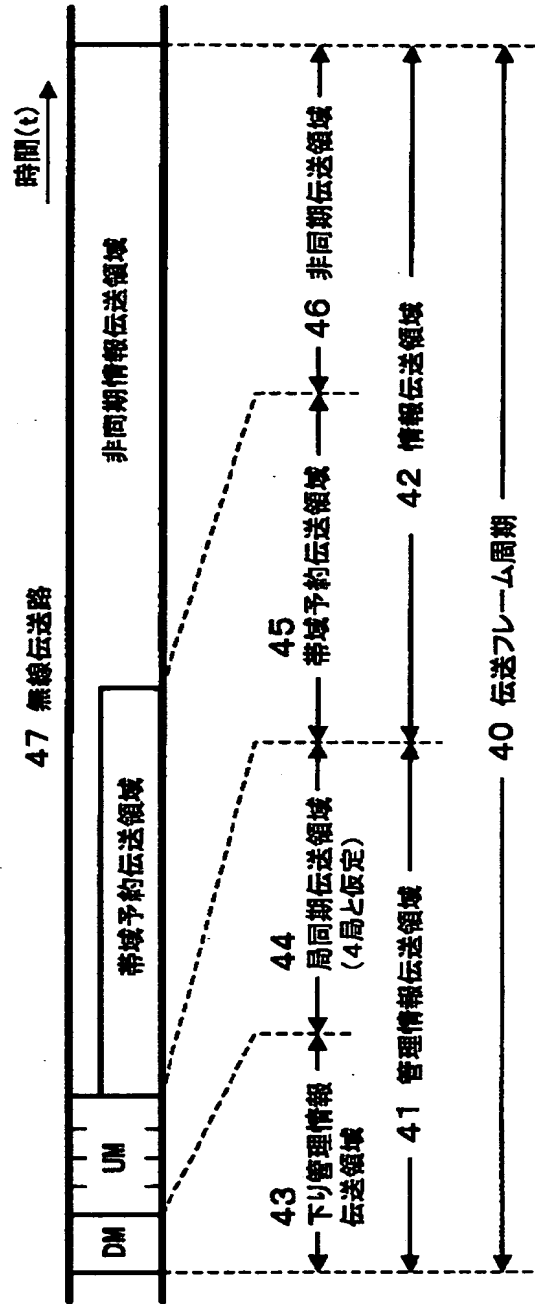 47 無線伝送路
時間(t)
DM
UM
帯域予約伝送領域
非同期情報伝送領域
43
下り管理情報
伝送領域
44
局同期伝送領域
(4局と仮定)
45
帯域予約伝送領域
46 非同期伝送領域
41 管理情報伝送領域
42 情報伝送領域
40 伝送フレーム周期